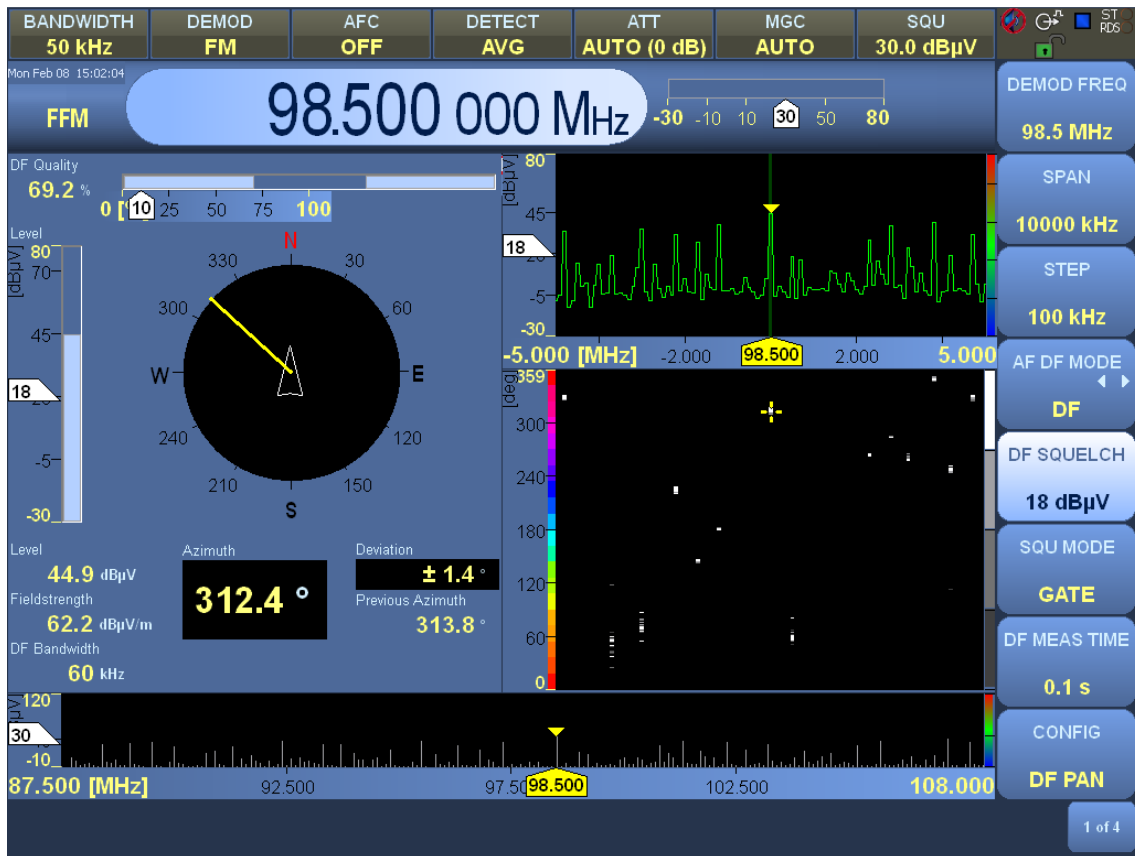 BANDWIDTH DEMOD AFC DETECT ATT MGC SQU ST
50 kHz FM OFF AVG AUTO (0 dB) AUTO 30.0 dBµV RDS
Mon Feb 08 15:02:04
FFM 98.500 000 MHz -30 -10 10 30 50 80
DEMOD FREQ
98.5 MHz
DF Quality
69.2 %
0 10 25 50 75 100
Level
[dBµV]
80
70
45
18
-5
-30
N
30
60
E
120
150
S
210
240
W
300
330
[dBµV]
80
45
18
-5
-30
-5.000 [MHz] -2.000 98.500 2.000 5.000
[deg]
359
300
240
180
120
60
0
SPAN
10000 kHz
STEP
100 kHz
AF DF MODE
DF
DF SQUELCH
18 dBµV
SQU MODE
GATE
DF MEAS TIME
0.1 s
CONFIG
DF PAN
Level
44.9 dBµV
Fieldstrength
62.2 dBµV/m
DF Bandwidth
60 kHz
Azimuth
312.4 °
Deviation
± 1.4 °
Previous Azimuth
313.8 °
120
30
-10
87.500 [MHz] 92.500 98.500 102.500 108.000
1 of 4